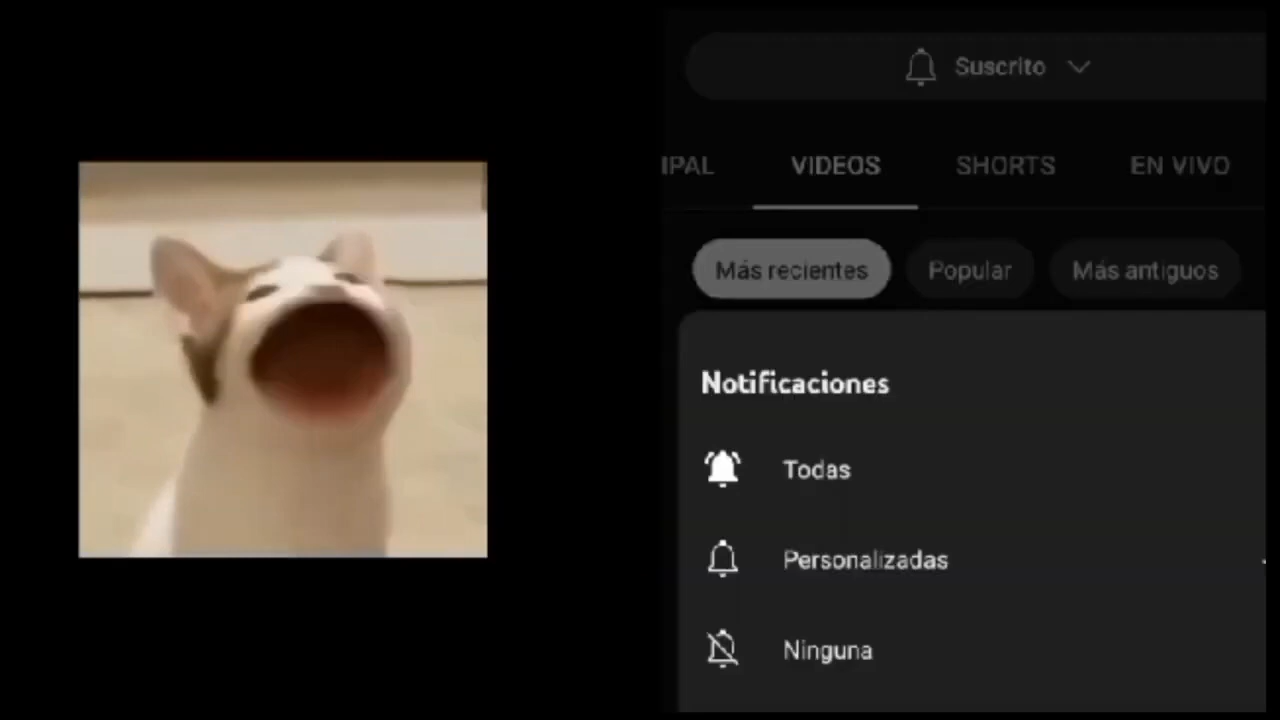 Suscrito
IPAL VIDEOS SHORTS EN VIVO
Más recientes Popular Más antiguos
Notificaciones
Todas
Personalizadas
Ninguna